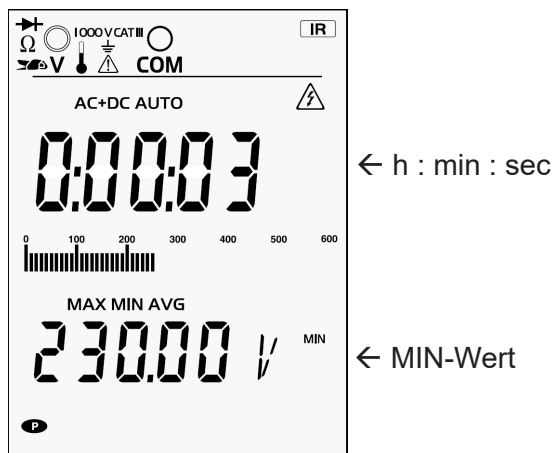 1000 V CAT III
IR
Ω
V
COM
AC+DC AUTO
0:00:03
← h : min : sec
0 100 200 300 400 500 600
MAX MIN AVG
230.00 V MIN
← MIN-Wert
P